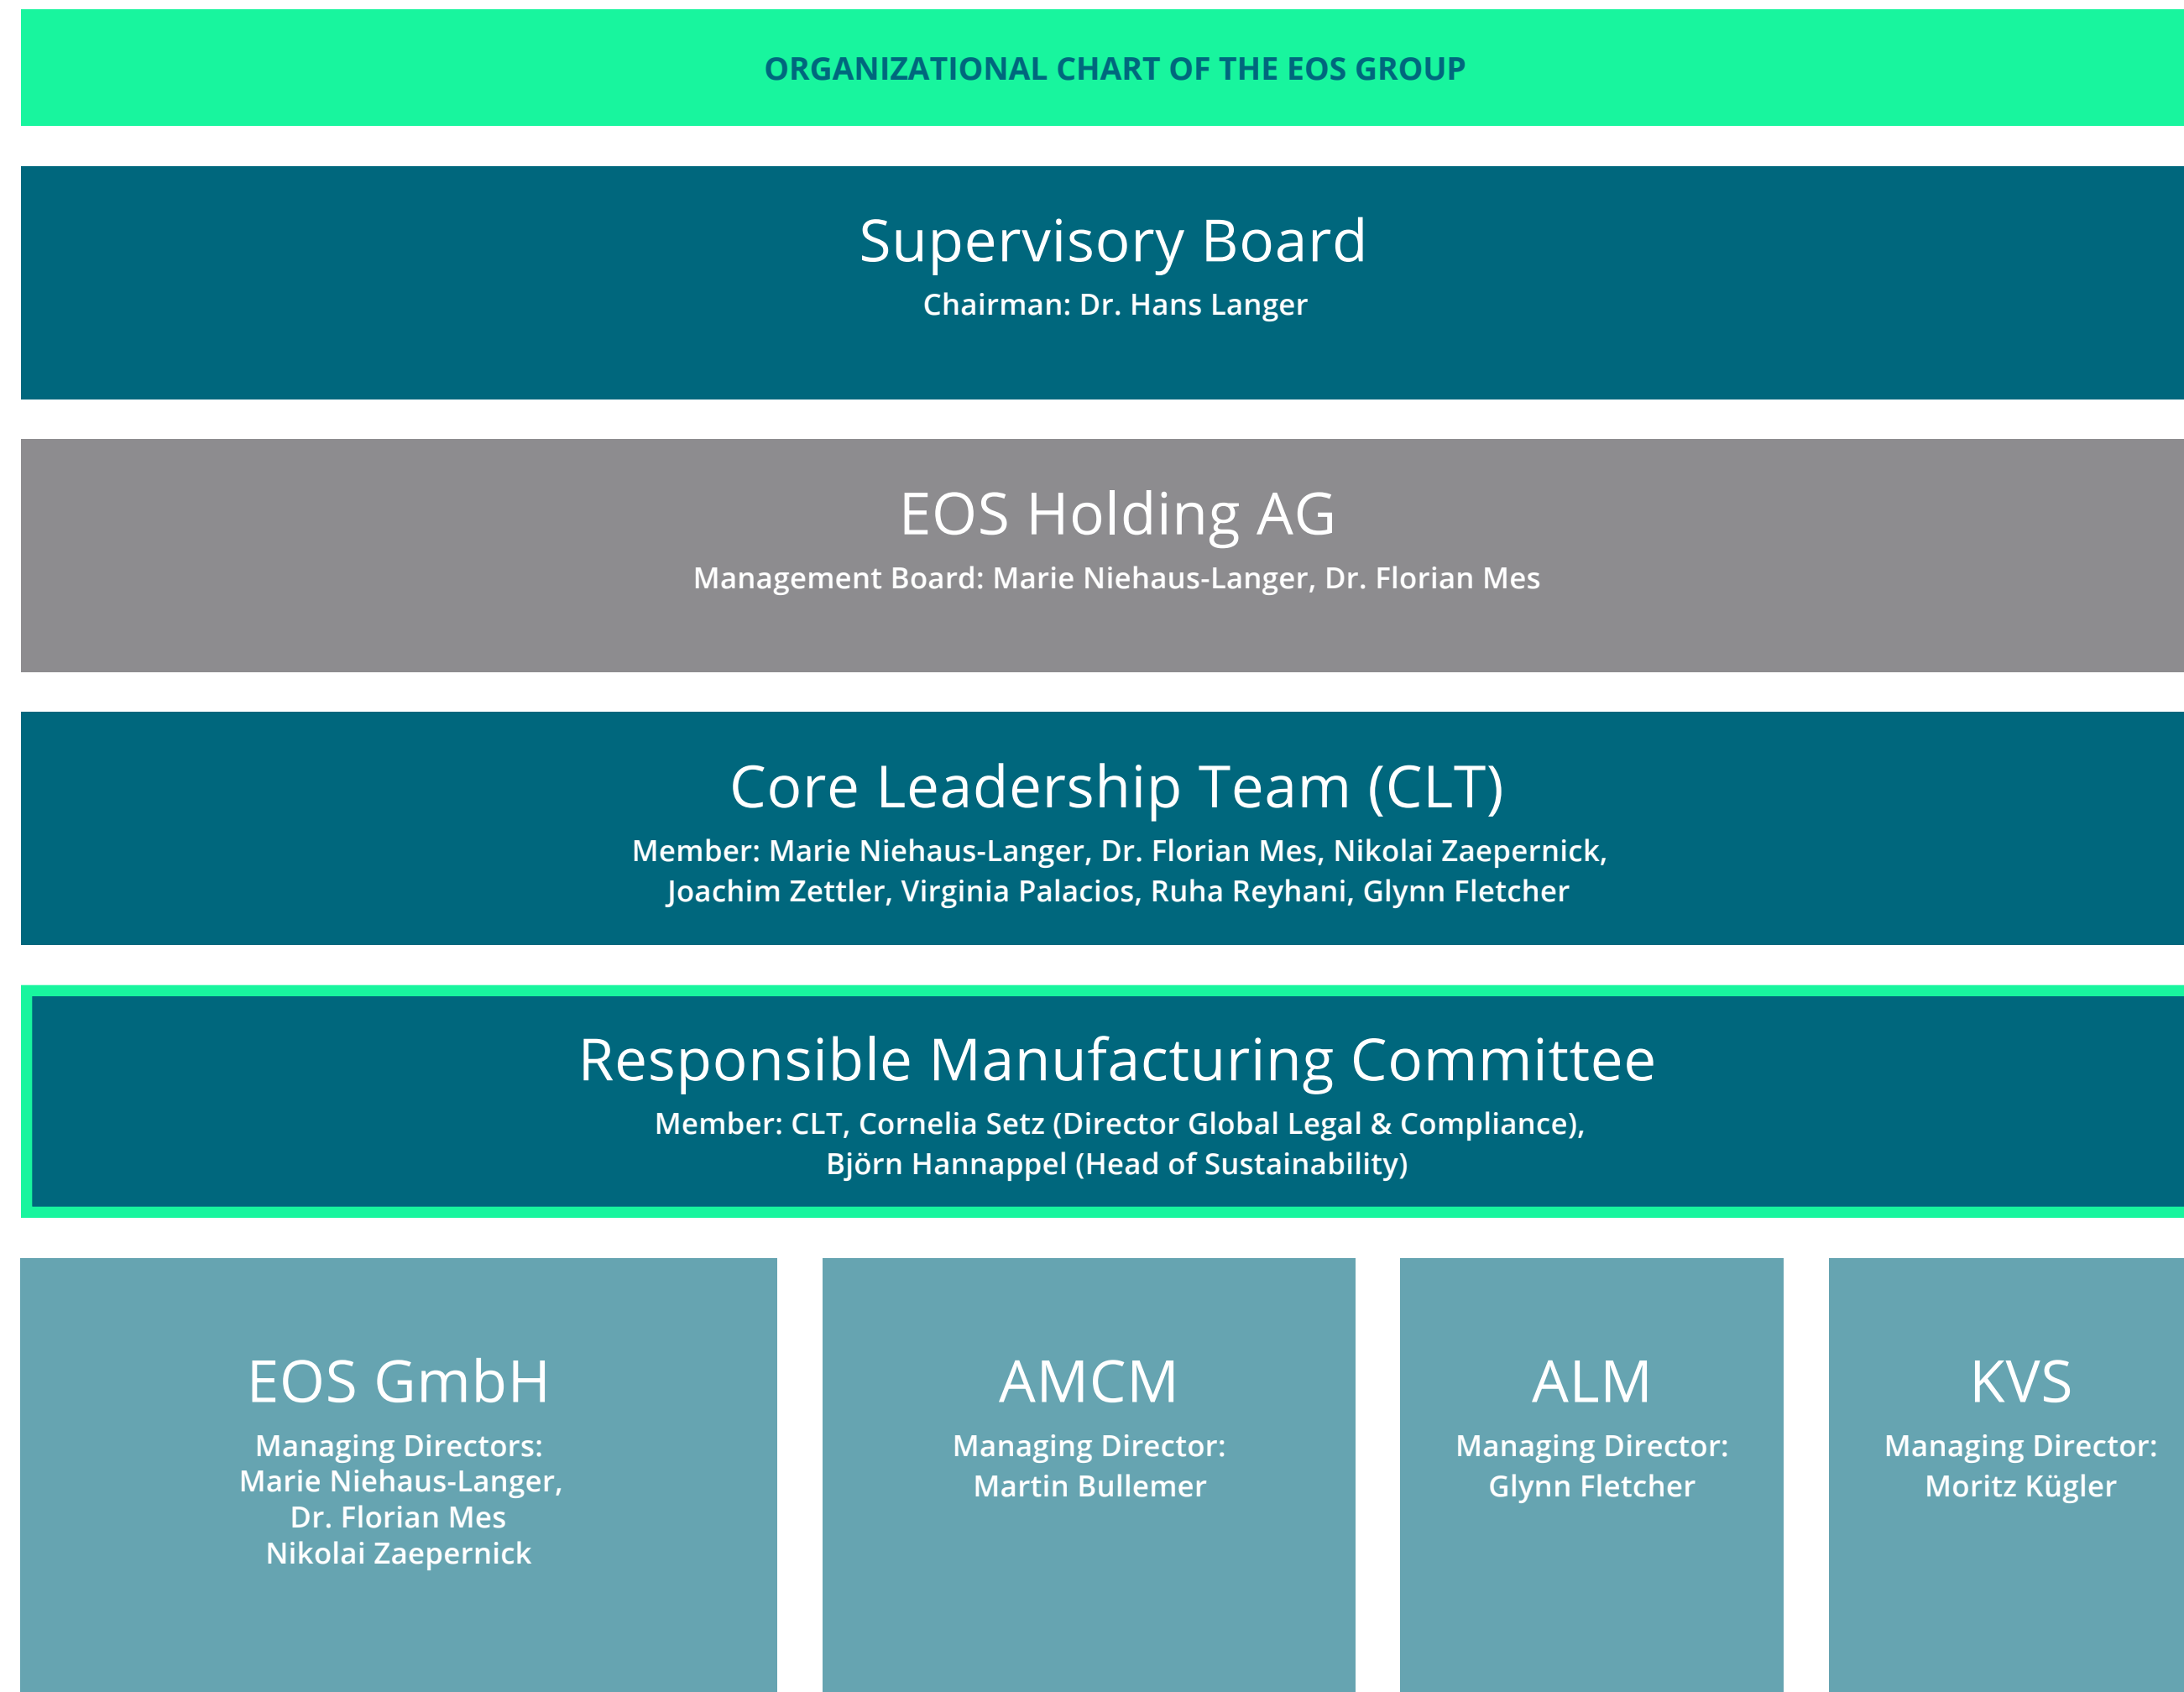 ORGANIZATIONAL CHART OF THE EOS GROUP
Supervisory Board
Chairman: Dr. Hans Langer
EOS Holding AG
Management Board: Marie Niehaus-Langer, Dr. Florian Mes
Core Leadership Team (CLT)
Member: Marie Niehaus-Langer, Dr. Florian Mes, Nikolai Zaepernick,
Joachim Zettler, Virginia Palacios, Ruha Reyhani, Glynn Fletcher
Responsible Manufacturing Committee
Member: CLT, Cornelia Setz (Director Global Legal & Compliance),
Björn Hannappel (Head of Sustainability)
EOS GmbH
Managing Directors:
Marie Niehaus-Langer,
Dr. Florian Mes
Nikolai Zaepernick
AMCM
Managing Director:
Martin Bullemer
ALM
Managing Director:
Glynn Fletcher
KVS
Managing Director:
Moritz Kügler